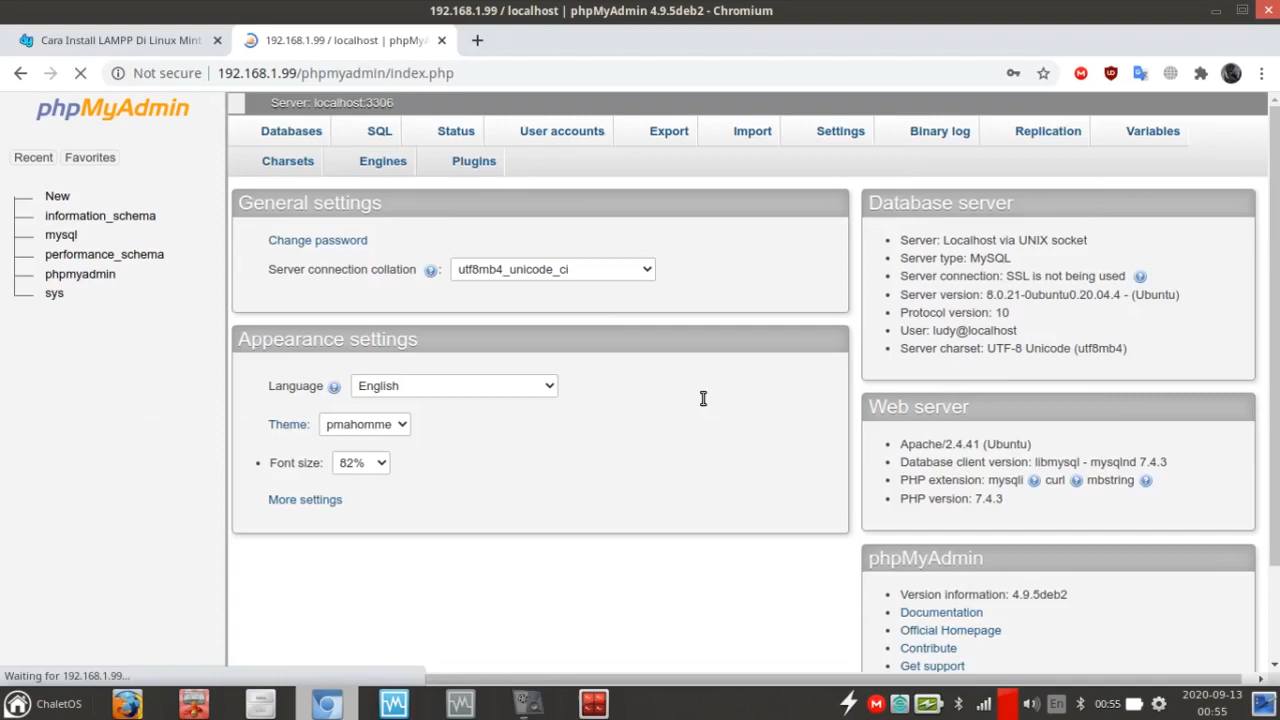 192.168.1.99 / localhost | phpMyAdmin 4.9.5deb2 - Chromium
Cara Install LAMPP Di Linux Mint
192.168.1.99 / localhost | phpMyA
Not secure
192.168.1.99/phpmyadmin/index.php
phpMyAdmin
Recent
Favorites
New
information_schema
mysql
performance_schema
phpmyadmin
sys
Server: localhost:3306
Databases
SQL
Status
User accounts
Export
Import
Settings
Binary log
Replication
Variables
Charsets
Engines
Plugins
General settings
Change password
Server connection collation : utf8mb4_unicode_ci
Appearance settings
Language English
Theme: pmahomme
• Font size: 82%
More settings
Database server
• Server: Localhost via UNIX socket
• Server type: MySQL
• Server connection: SSL is not being used
• Server version: 8.0.21-0ubuntu0.20.04.4 - (Ubuntu)
• Protocol version: 10
• User: ludy@localhost
• Server charset: UTF-8 Unicode (utf8mb4)
Web server
• Apache/2.4.41 (Ubuntu)
• Database client version: libmysql - mysqlnd 7.4.3
• PHP extension: mysqli curl mbstring
• PHP version: 7.4.3
phpMyAdmin
• Version information: 4.9.5deb2
• Documentation
• Official Homepage
• Contribute
• Get support
Waiting for 192.168.1.99...
ChaletOS
En
00:55
2020-09-13
00:55